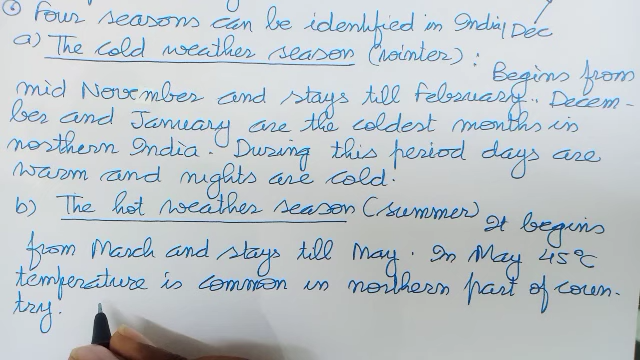 6 Four seasons can be identified in India, Dec
a) The cold weather season (winter) :
Begins from
mid November and stays till February.. Decem-
ber and January are the coldest months in
northern India. During this period days are
warm and nights are cold.
b) The hot weather season (summer) It begins
from March and stays till May. In May 45°C
temperature is common in northern part of coun-
try.